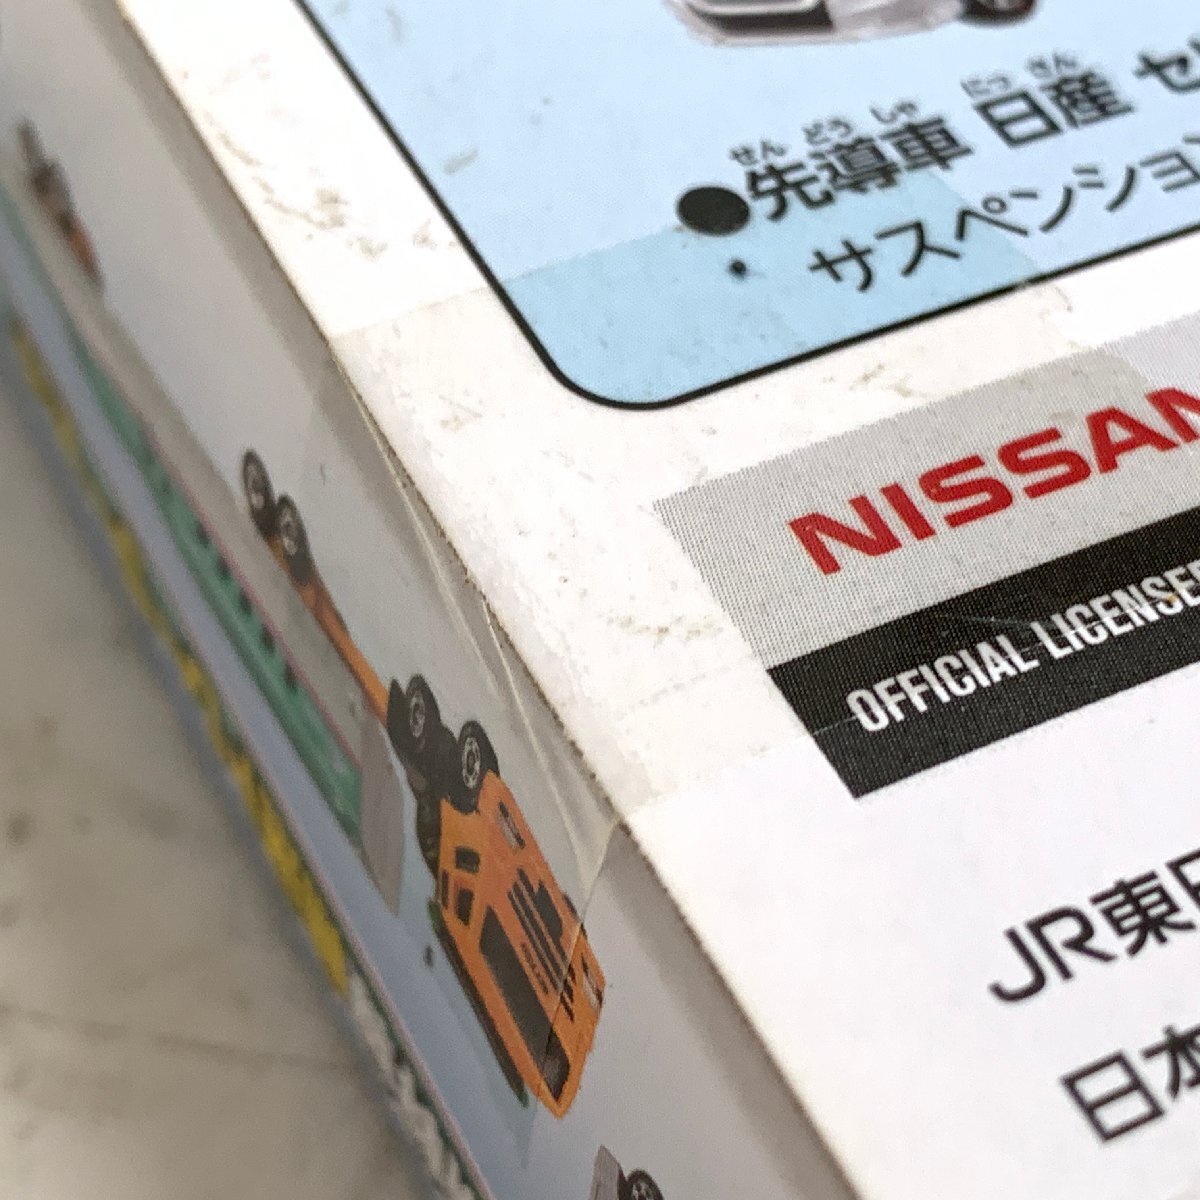 せん どう しゃ にっ さん
●先導車 日産 セ
・ サスペンション
NISSAN
OFFICIAL LICENSE
JR東日
日本